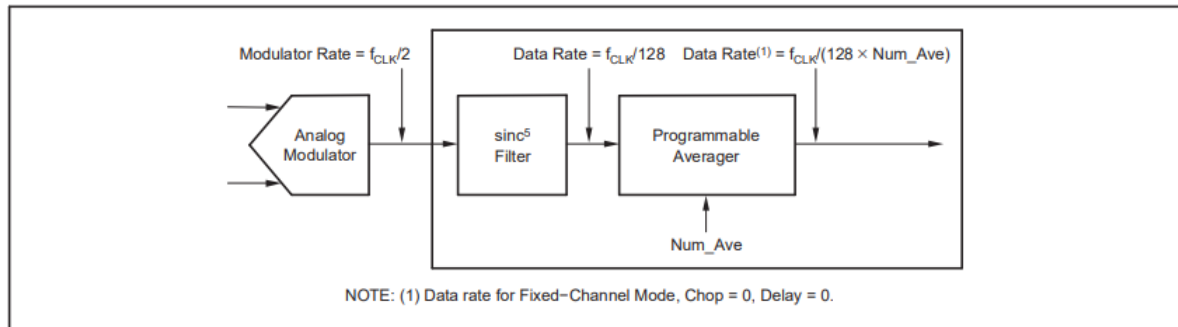 Modulator Rate = fCLK/2
Data Rate = fCLK/128
Data Rate(1) = fCLK/(128 × Num_Ave)
Analog
Modulator
sinc5
Filter
Programmable
Averager
Num_Ave
NOTE: (1) Data rate for Fixed−Channel Mode, Chop = 0, Delay = 0.